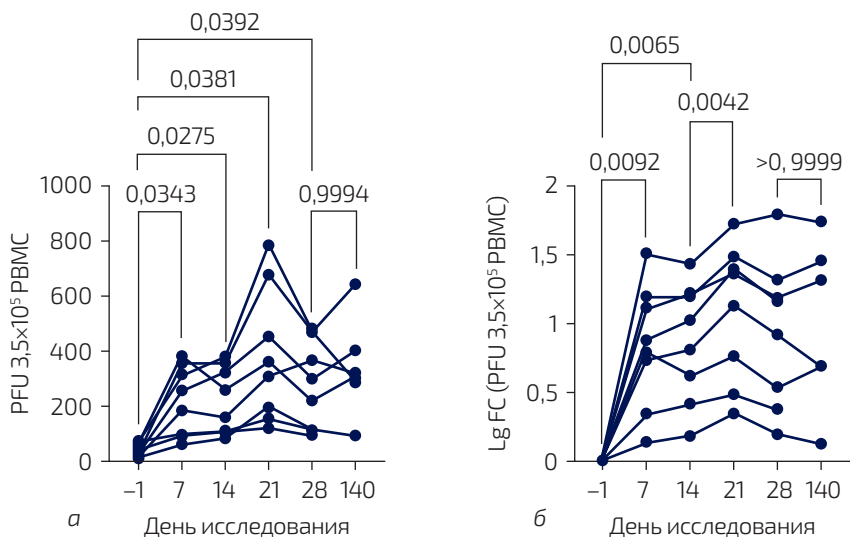 0,0392
0,0381
0,0275
0,0343
0,9994
1000
800
600
400
200
0
PFU 3,5×10⁵ PBMC
–1 7 14 21 28 140
День исследования
а
0,0065
0,0042
0,0092
>0, 9999
2
1,5
1
0,5
0
Lg FC (PFU 3,5×10⁵ PBMC)
–1 7 14 21 28 140
День исследования
б